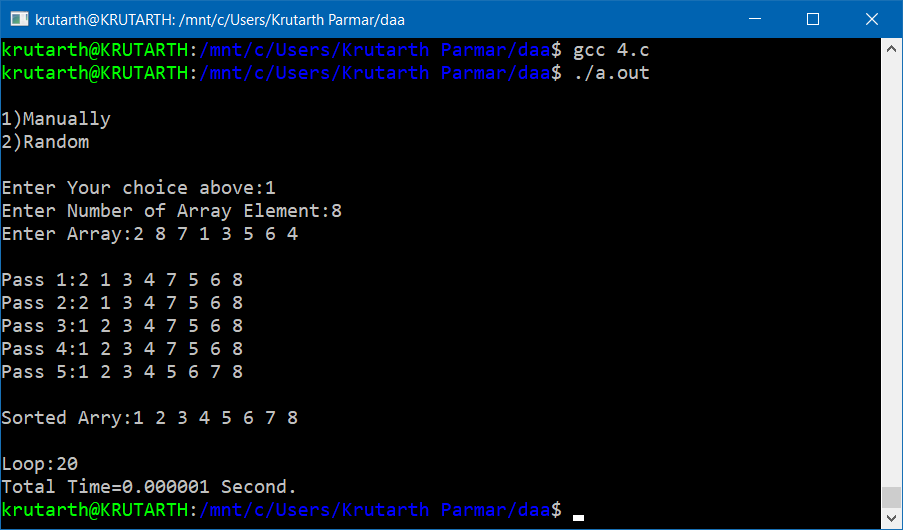 krutarth@KRUTARTH: /mnt/c/Users/Krutarth Parmar/daa
krutarth@KRUTARTH:/mnt/c/Users/Krutarth Parmar/daa$ gcc 4.c
krutarth@KRUTARTH:/mnt/c/Users/Krutarth Parmar/daa$ ./a.out
1)Manually
2)Random
Enter Your choice above:1
Enter Number of Array Element:8
Enter Array:2 8 7 1 3 5 6 4
Pass 1:2 1 3 4 7 5 6 8
Pass 2:2 1 3 4 7 5 6 8
Pass 3:1 2 3 4 7 5 6 8
Pass 4:1 2 3 4 7 5 6 8
Pass 5:1 2 3 4 5 6 7 8
Sorted Arry:1 2 3 4 5 6 7 8
Loop:20
Total Time=0.000001 Second.
krutarth@KRUTARTH:/mnt/c/Users/Krutarth Parmar/daa$